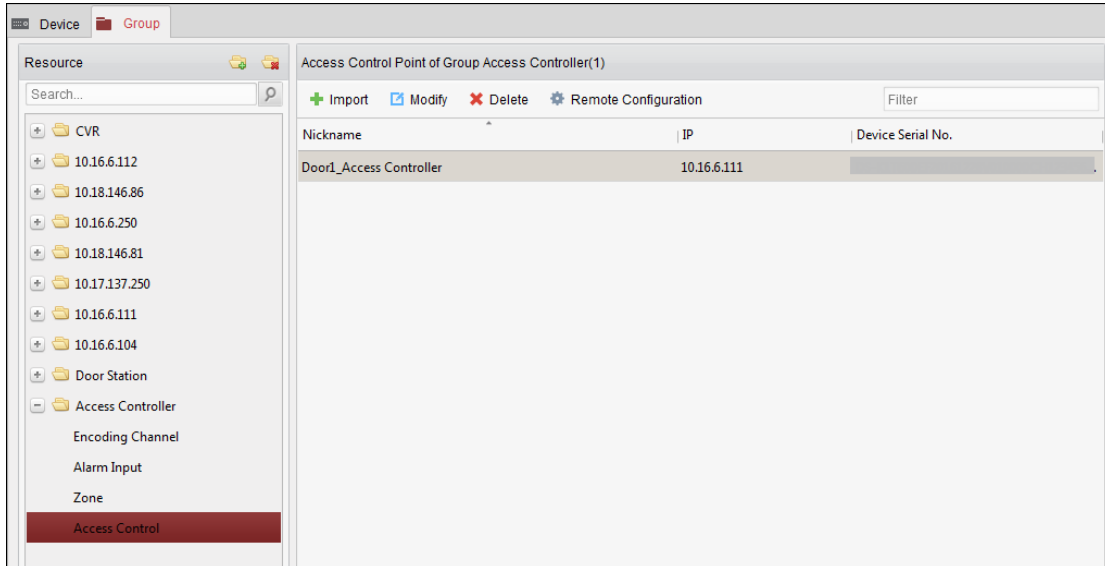 Device Group
Resource
Search...
CVR
10.16.6.112
10.18.146.86
10.16.6.250
10.18.146.81
10.17.137.250
10.16.6.111
10.16.6.104
Door Station
Access Controller
Encoding Channel
Alarm Input
Zone
Access Control
Access Control Point of Group Access Controller(1)
Import Modify Delete Remote Configuration Filter
Nickname IP Device Serial No.
Door1_Access Controller 10.16.6.111